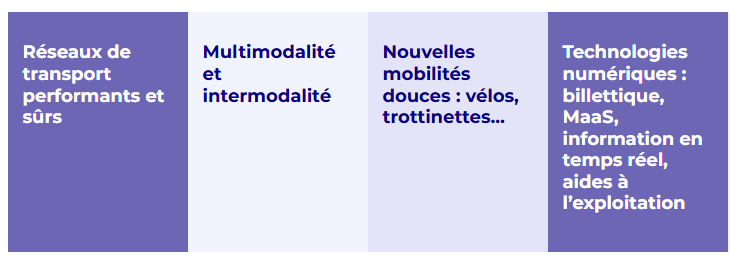 Réseaux de
transport
performants et
sûrs
Multimodalité
et
intermodalité
Nouvelles
mobilités
douces : vélos,
trottinettes...
Technologies
numériques :
billettique,
MaaS,
information en
temps réel,
aides à
l’exploitation